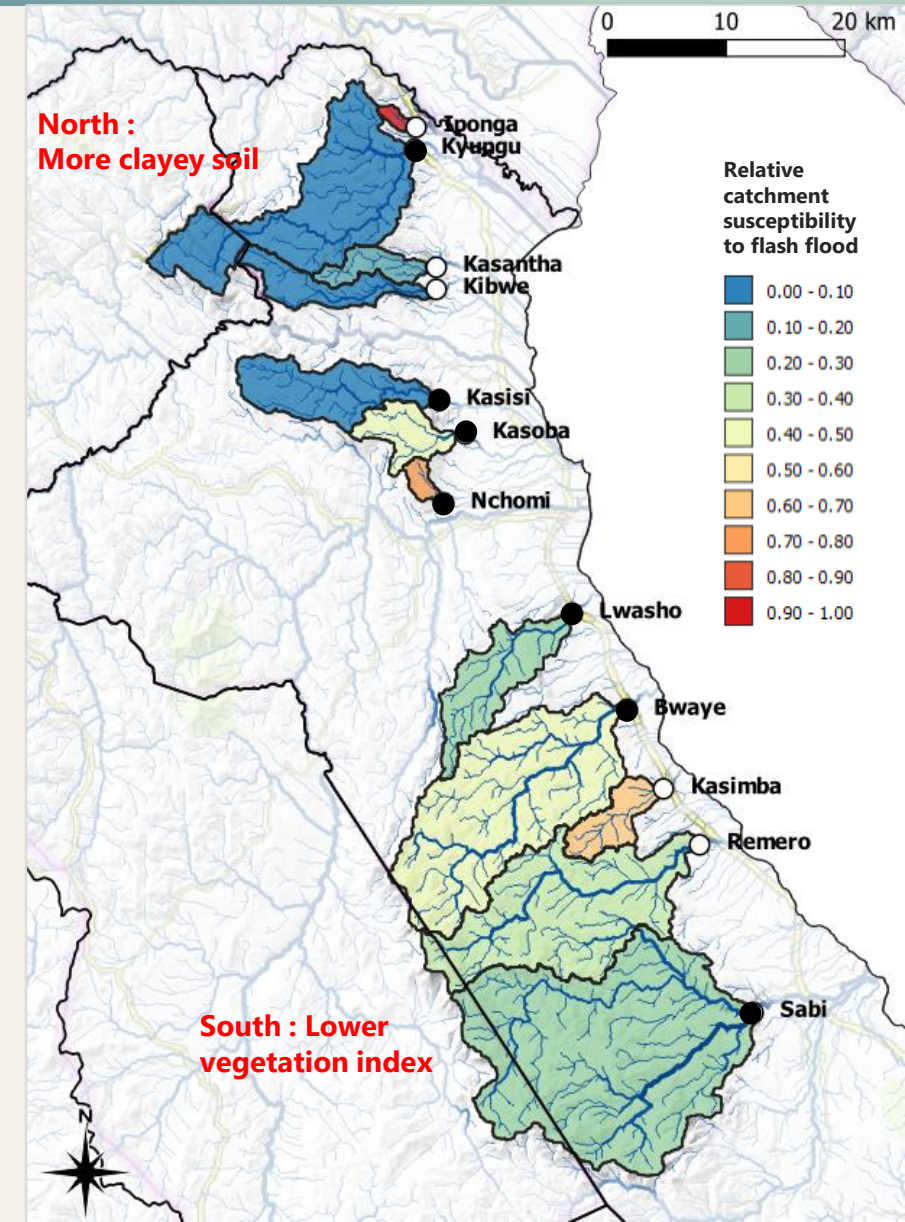 0 10 20 km
North :
More clayey soil
Iponga
Kyungu
Relative
catchment
susceptibility
to flash flood
Kasantha
Kibwe
0.00 - 0.10
0.10 - 0.20
0.20 - 0.30
0.30 - 0.40
0.40 - 0.50
0.50 - 0.60
0.60 - 0.70
0.70 - 0.80
0.80 - 0.90
0.90 - 1.00
Kasisi
Kasoba
Nchomi
Lwasho
Bwaye
Kasimba
Remero
Sabi
South : Lower
vegetation index
N